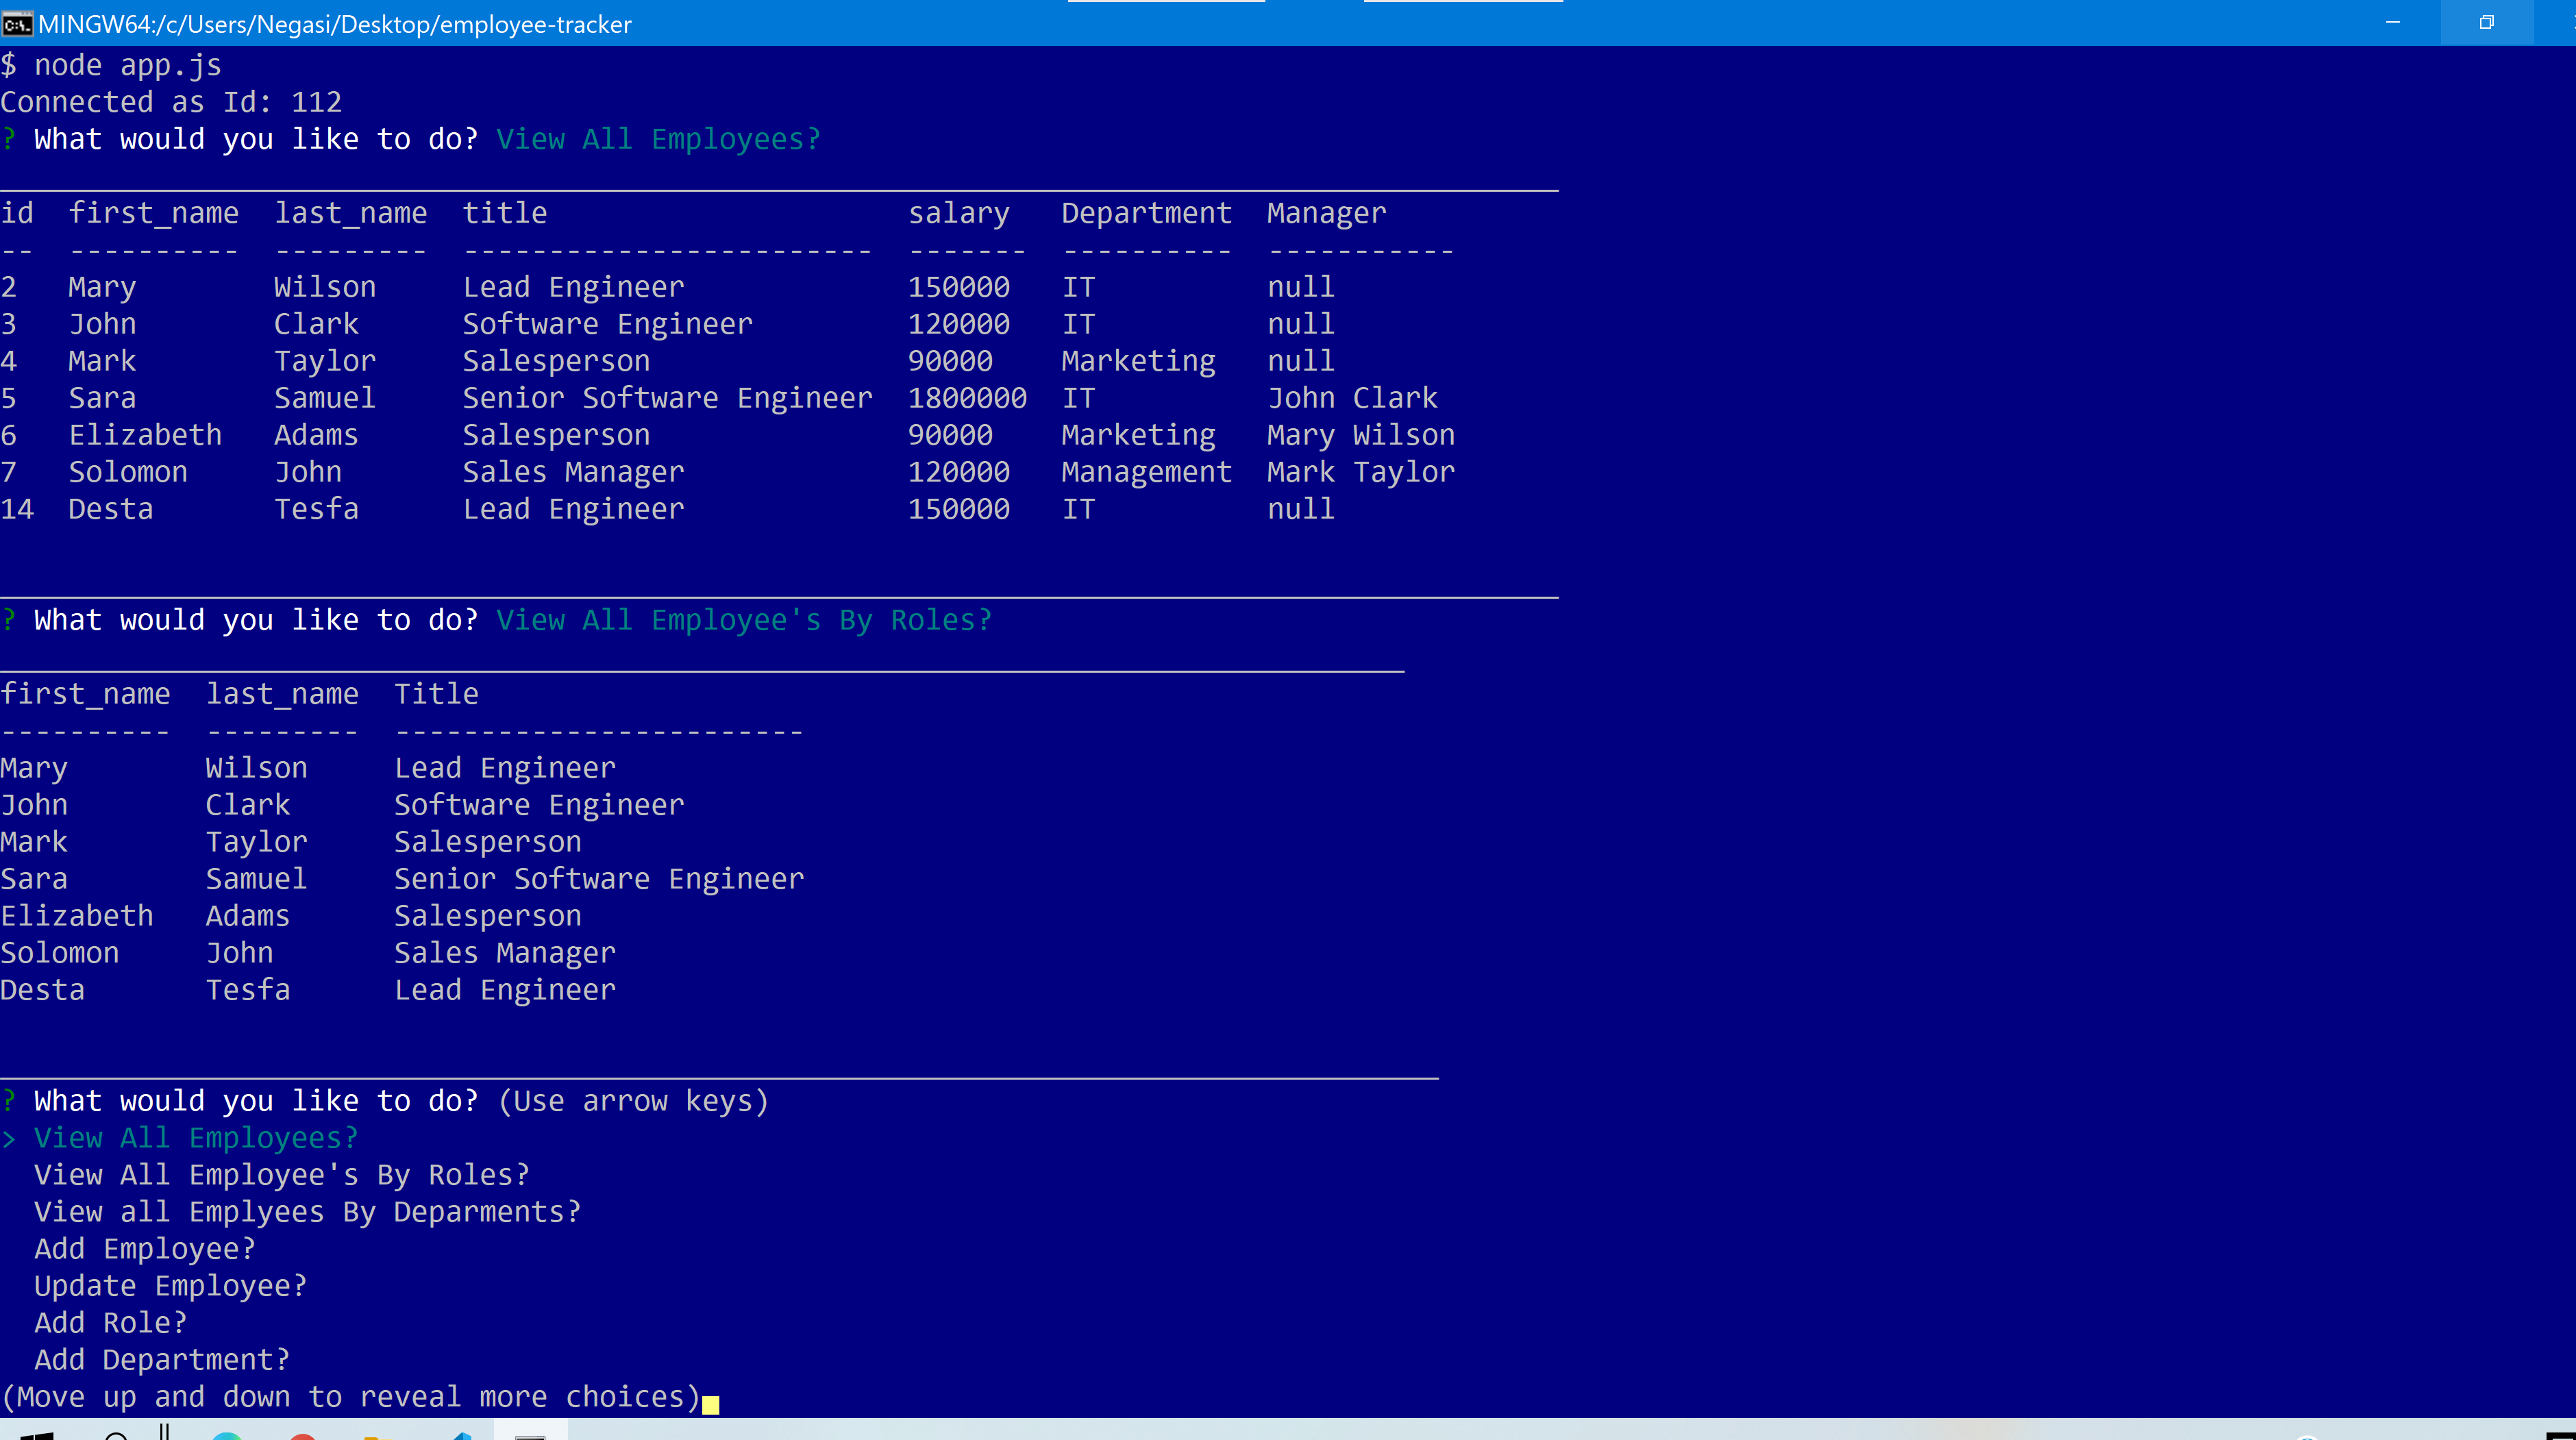 MINGW64:/c/Users/Negasi/Desktop/employee-tracker
$ node app.js
Connected as Id: 112
? What would you like to do? View All Employees?
id  first_name  last_name  title                     salary   Department  Manager
--  ----------  ---------  ------------------------  -------  ----------  -----------
2   Mary        Wilson     Lead Engineer             150000   IT          null
3   John        Clark      Software Engineer         120000   IT          null
4   Mark        Taylor     Salesperson               90000    Marketing   null
5   Sara        Samuel     Senior Software Engineer  1800000  IT          John Clark
6   Elizabeth   Adams      Salesperson               90000    Marketing   Mary Wilson
7   Solomon     John       Sales Manager             120000   Management  Mark Taylor
14  Desta       Tesfa      Lead Engineer             150000   IT          null
? What would you like to do? View All Employee's By Roles?
first_name  last_name  Title
----------  ---------  ------------------------
Mary        Wilson     Lead Engineer
John        Clark      Software Engineer
Mark        Taylor     Salesperson
Sara        Samuel     Senior Software Engineer
Elizabeth   Adams      Salesperson
Solomon     John       Sales Manager
Desta       Tesfa      Lead Engineer
? What would you like to do? (Use arrow keys)
> View All Employees?
  View All Employee's By Roles?
  View all Emplyees By Deparments?
  Add Employee?
  Update Employee?
  Add Role?
  Add Department?
(Move up and down to reveal more choices)